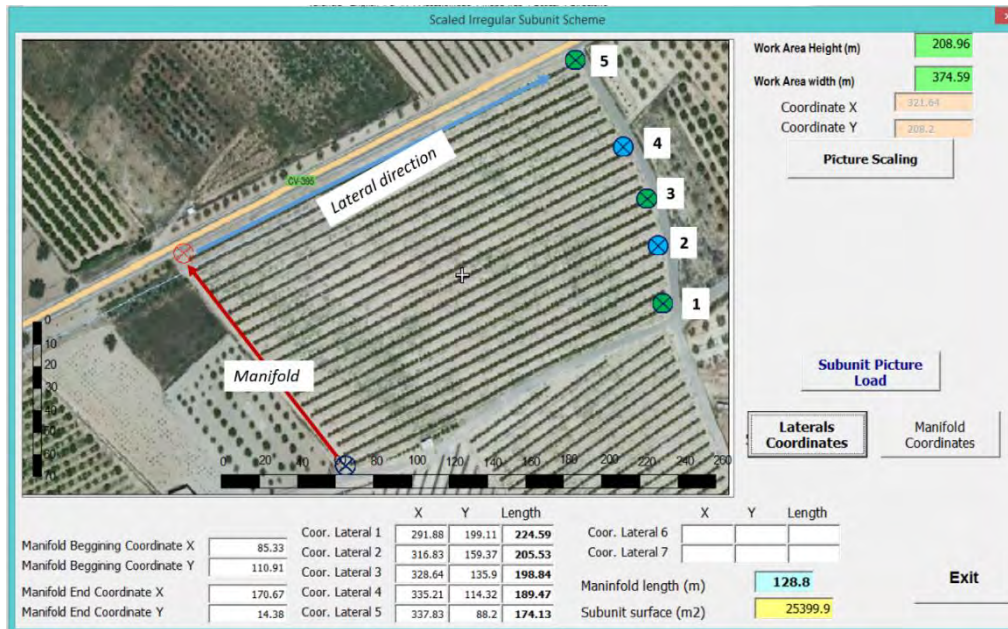 Scaled Irregular Subunit Scheme
x
5
4
3
2
1
Lateral direction
CV-395
Manifold
0
10
20
30
40
50
60
70
0 20 40 60 80 100 120 140 160 180 200 220 240 260
Work Area Height (m) 208.96
Work Area width (m) 374.59
Coordinate X 321.64
Coordinate Y 208.2
Picture Scaling
Subunit Picture
Load
Laterals
Coordinates
Manifold
Coordinates
X Y Length
Coor. Lateral 1 291.88 199.11 224.59
Coor. Lateral 2 316.83 159.37 205.53
Coor. Lateral 3 328.64 135.9 198.84
Coor. Lateral 4 335.21 114.32 189.47
Coor. Lateral 5 337.83 88.2 174.13
Manifold Beggining Coordinate X 85.33
Manifold Beggining Coordinate Y 110.91
Manifold End Coordinate X 170.67
Manifold End Coordinate Y 14.38
X Y Length
Coor. Lateral 6
Coor. Lateral 7
Maninfold length (m) 128.8
Subunit surface (m2) 25399.9
Exit